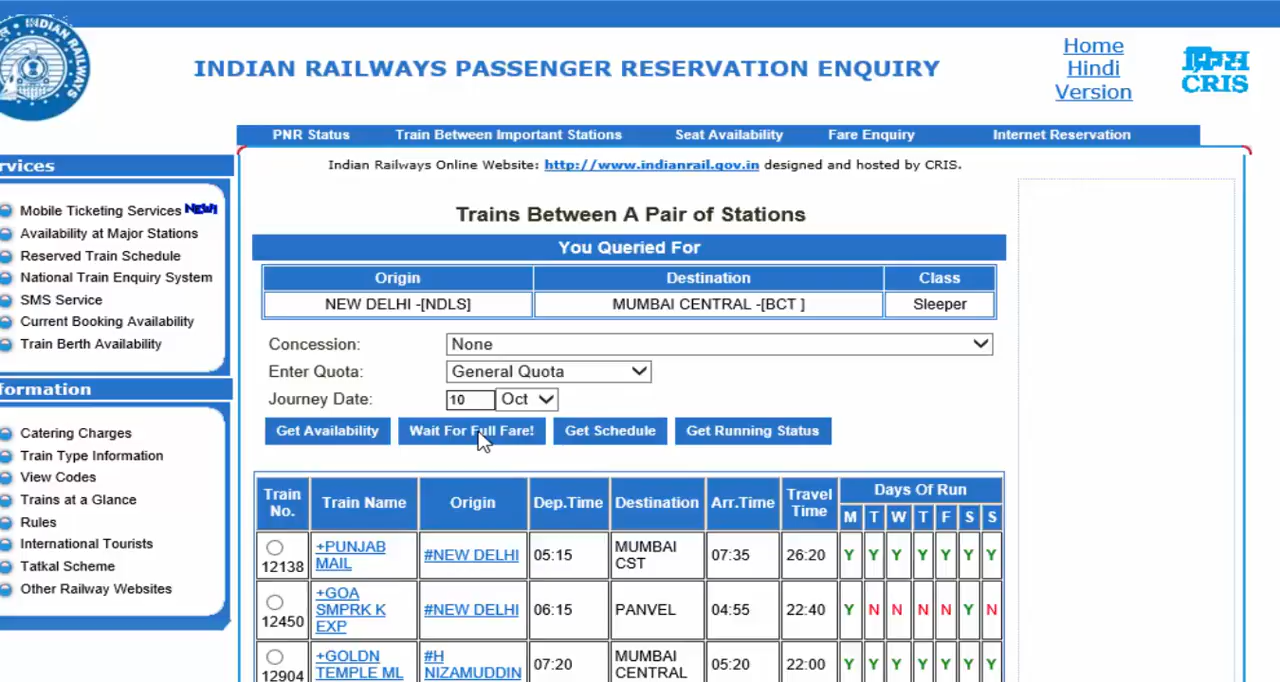 INDIAN RAILWAYS
INDIAN RAILWAYS PASSENGER RESERVATION ENQUIRY
Home
Hindi
Version
CRIS
PNR Status Train Between Important Stations Seat Availability Fare Enquiry Internet Reservation
rvices
Mobile Ticketing Services NEW!
Availability at Major Stations
Reserved Train Schedule
National Train Enquiry System
SMS Service
Current Booking Availability
Train Berth Availability
formation
Catering Charges
Train Type Information
View Codes
Trains at a Glance
Rules
International Tourists
Tatkal Scheme
Other Railway Websites
Indian Railways Online Website: http://www.indianrail.gov.in designed and hosted by CRIS.
Trains Between A Pair of Stations
You Queried For
Origin Destination Class
NEW DELHI -[NDLS] MUMBAI CENTRAL -[BCT ] Sleeper
Concession: None
Enter Quota: General Quota
Journey Date: 10 Oct
Get Availability Wait For Full Fare! Get Schedule Get Running Status
Train No. Train Name Origin Dep.Time Destination Arr.Time Travel Time Days Of Run
M T W T F S S
12138 +PUNJAB MAIL #NEW DELHI 05:15 MUMBAI CST 07:35 26:20 Y Y Y Y Y Y Y
12450 +GOA SMPRK K EXP #NEW DELHI 06:15 PANVEL 04:55 22:40 Y N N N N Y N
12904 +GOLDN TEMPLE ML #H NIZAMUDDIN 07:20 MUMBAI CENTRAL 05:20 22:00 Y Y Y Y Y Y Y